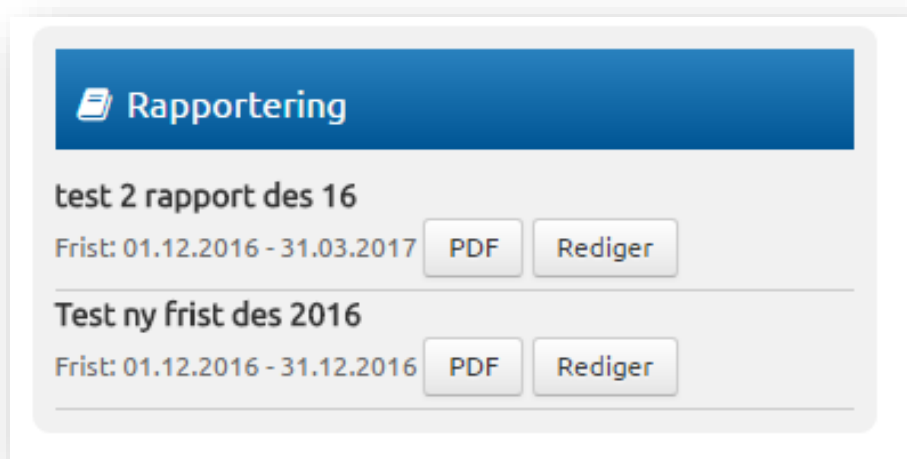 Rapportering
test 2 rapport des 16
Frist: 01.12.2016 - 31.03.2017 PDF Rediger
Test ny frist des 2016
Frist: 01.12.2016 - 31.12.2016 PDF Rediger